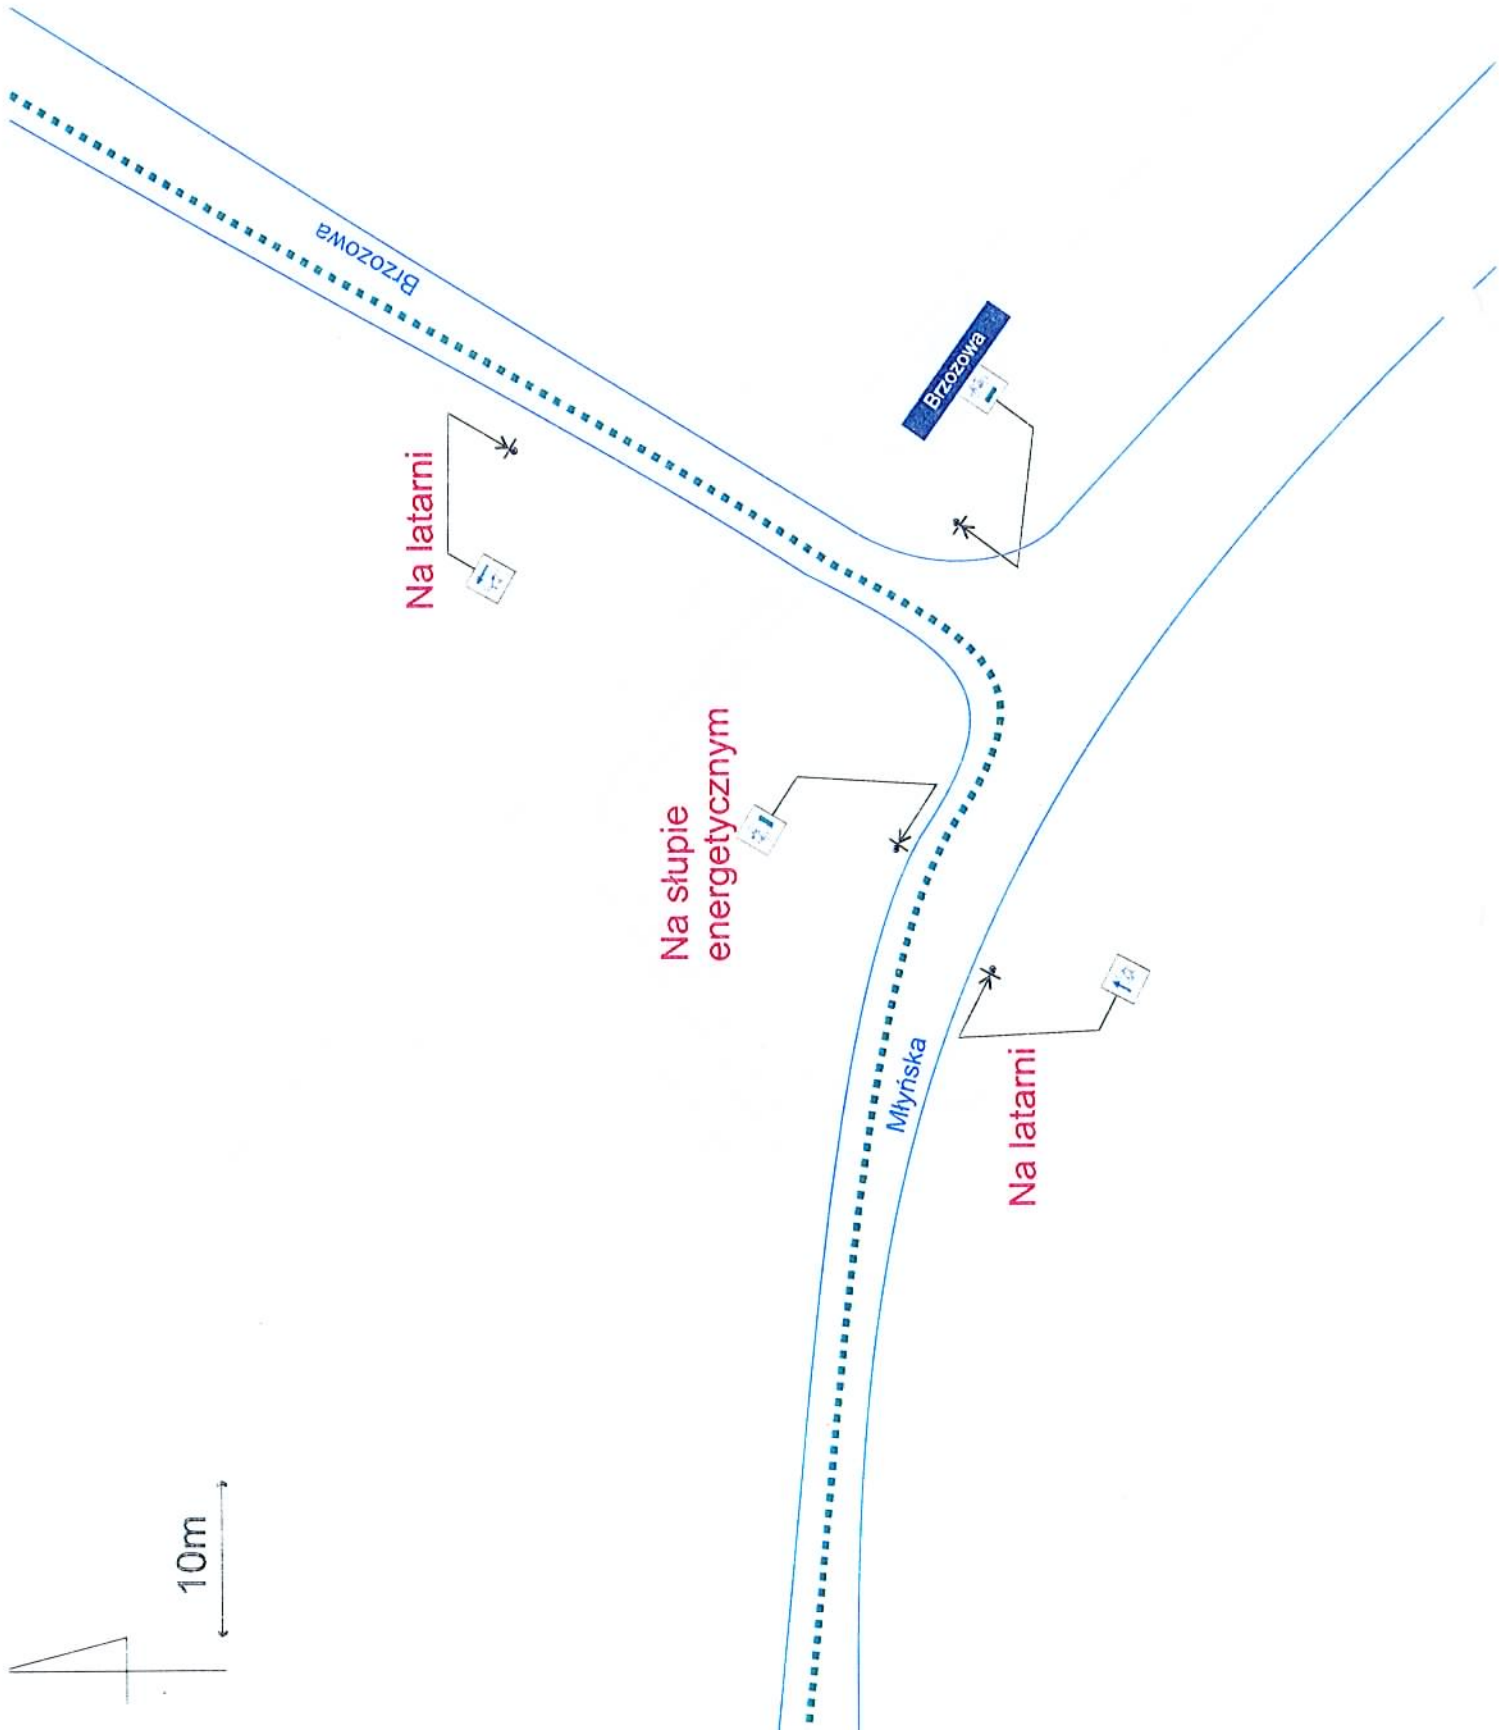 Brzozowa
Na latarni
Brzozowa
Na słupie
energetycznym
Młyńska
Na latarni
10m